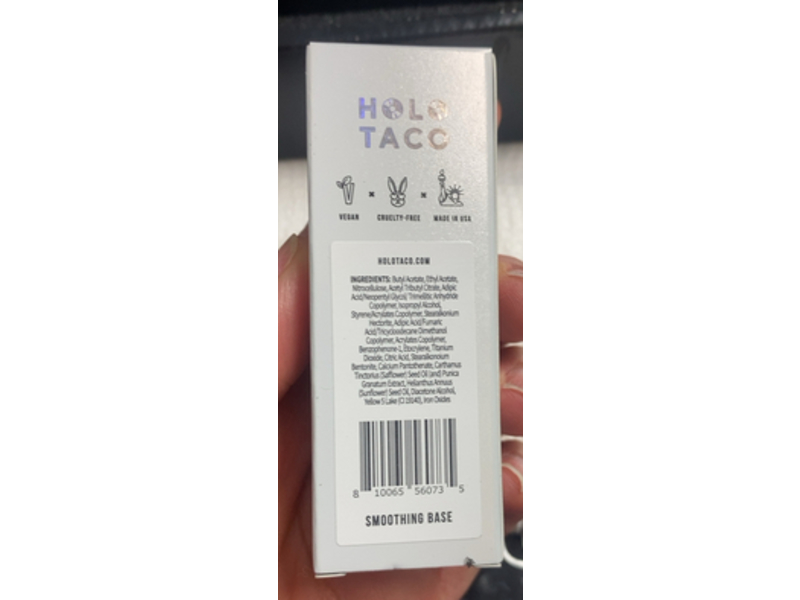 HOLO
TACO
VEGAN
CRUELTY-FREE
MADE IN USA
HOLOTACO.COM
INGREDIENTS: Butyl Acetate, Ethyl Acetate,
Nitrocellulose, Acetyl Tributyl Citrate, Adipic
Acid/Neopentyl Glycol/ Trimellitic Anhydride
Copolymer, Isopropyl Alcohol,
Styrene/Acrylates Copolymer, Stearalkonium
Hectorite, Adipic Acid/Fumaric
Acid/Tricyclodecane Dimethanol
Copolymer, Acrylates Copolymer,
Benzophenone-1, Etocrylene, Titanium
Dioxide, Citric Acid, Stearalkonoium
Bentonite, Calcium Pantothenate, Carthamus
Tinctorius (Safflower) Seed Oil (and) Punica
Granatum Extract, Helianthus Annuus
(Sunflower) Seed Oil, Diacetone Alcohol,
Yellow 5 Lake (CI 19140), Iron Oxides
8 10065 56073 5
SMOOTHING BASE